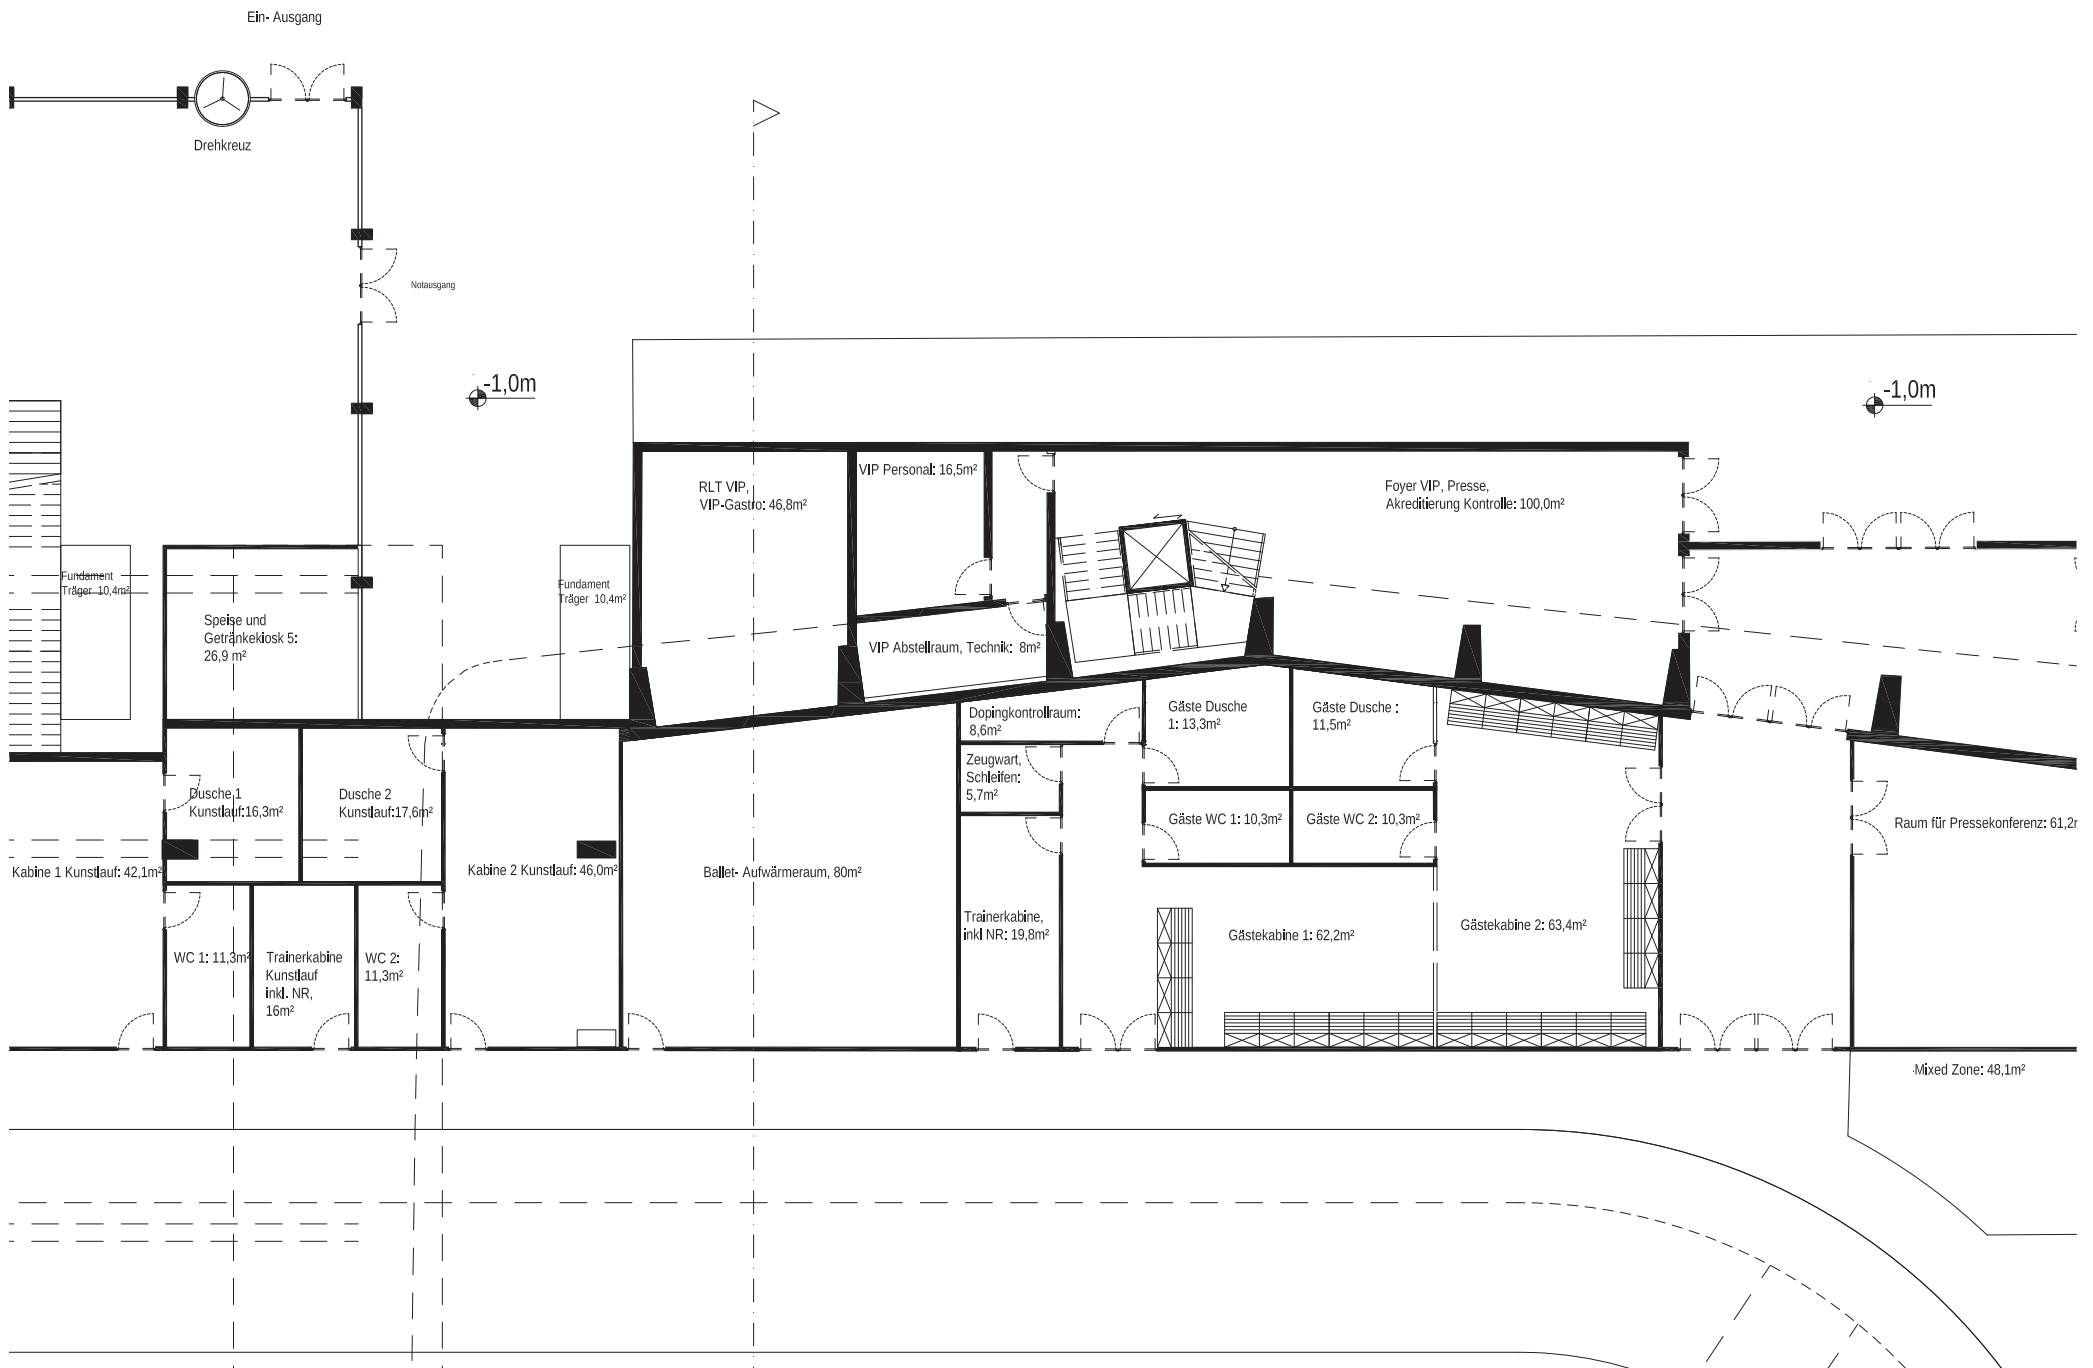 Ein- Ausgang
Drehkreuz
Notausgang
-1,0m
-1,0m
VIP Personal: 16,5m²
RLT VIP,
VIP-Gastro: 46,8m²
Foyer VIP, Presse,
Akreditierung Kontrolle: 100,0m²
Fundament
Träger 10,4m²
Fundament
Träger 10,4m²
Speise und
Getränkekiosk 5:
26,9 m²
VIP Abstellraum, Technik: 8m²
Dopingkontrollraum:
8,6m²
Gäste Dusche
1: 13,3m²
Gäste Dusche :
11,5m²
Zeugwart,
Schleifen:
5,7m²
Dusche 1
Kunstlauf:16,3m²
Dusche 2
Kunstlauf:17,6m²
Gäste WC 1: 10,3m²
Gäste WC 2: 10,3m²
Raum für Pressekonferenz: 61,2m
Kabine 1 Kunstlauf: 42,1m²
Kabine 2 Kunstlauf: 46,0m²
Ballet- Aufwärmeraum, 80m²
Trainerkabine,
inkl NR: 19,8m²
Gästekabine 1: 62,2m²
Gästekabine 2: 63,4m²
WC 1: 11,3m²
Trainerkabine
Kunstlauf
inkl. NR,
16m²
WC 2:
11,3m²
Mixed Zone: 48,1m²